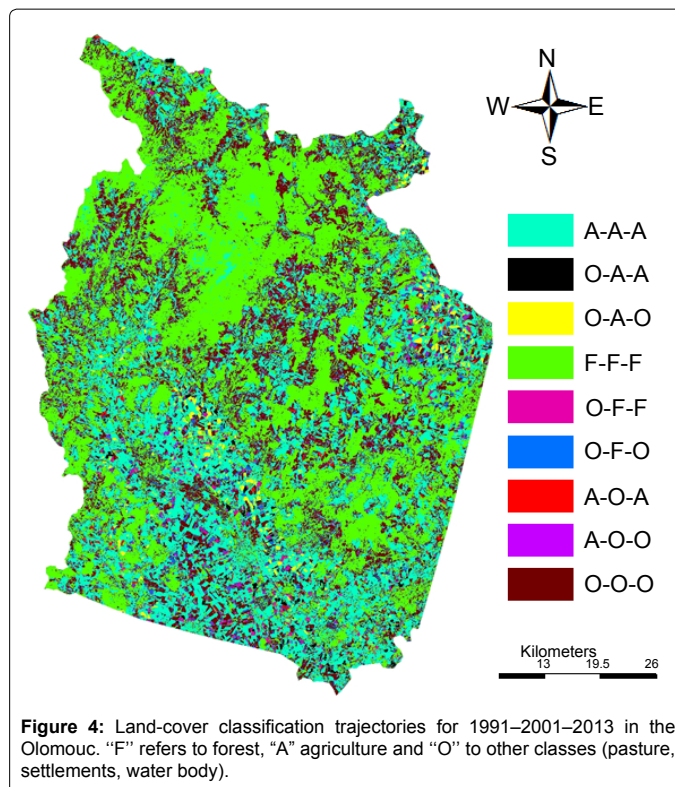 N
W E
S
A-A-A
O-A-A
O-A-O
F-F-F
O-F-F
O-F-O
A-O-A
A-O-O
O-O-O
Kilometers
13 19.5 26
Figure 4: Land-cover classification trajectories for 1991–2001–2013 in the
Olomouc. ‘‘F’’ refers to forest, “A” agriculture and ‘‘O’’ to other classes (pasture,
settlements, water body).